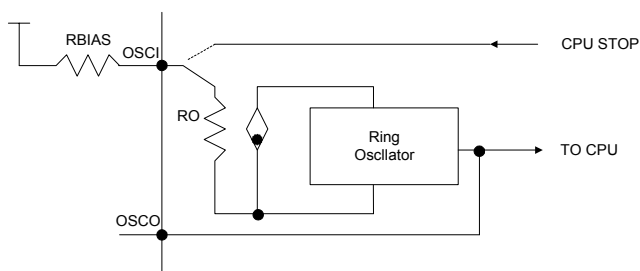 RBIAS
OSCI
CPU STOP
RO
Ring
Oscllator
TO CPU
OSCO